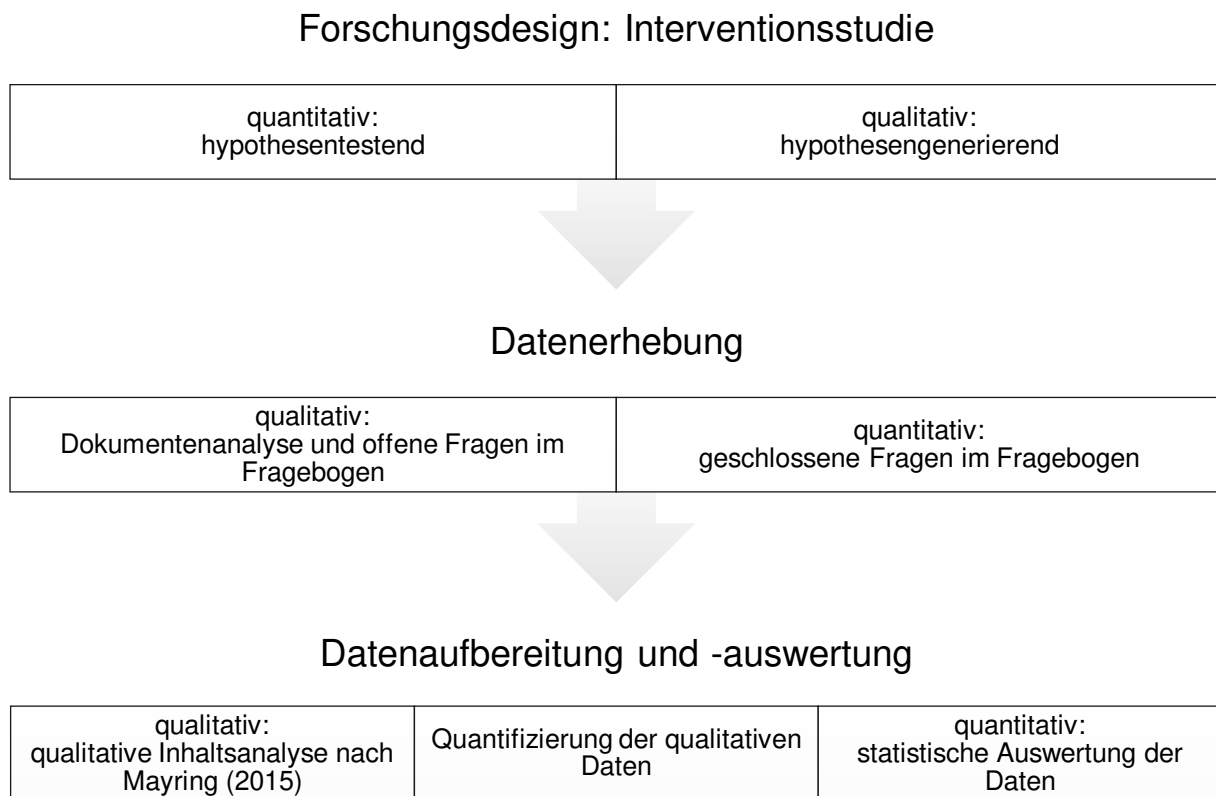 Forschungsdesign: Interventionsstudie
quantitativ:
hypothesentestend
qualitativ:
hypothesengenerierend
Datenerhebung
qualitativ:
Dokumentenanalyse und offene Fragen im
Fragebogen
quantitativ:
geschlossene Fragen im Fragebogen
Datenaufbereitung und -auswertung
qualitativ:
qualitative Inhaltsanalyse nach
Mayring (2015)
Quantifizierung der qualitativen
Daten
quantitativ:
statistische Auswertung der
Daten